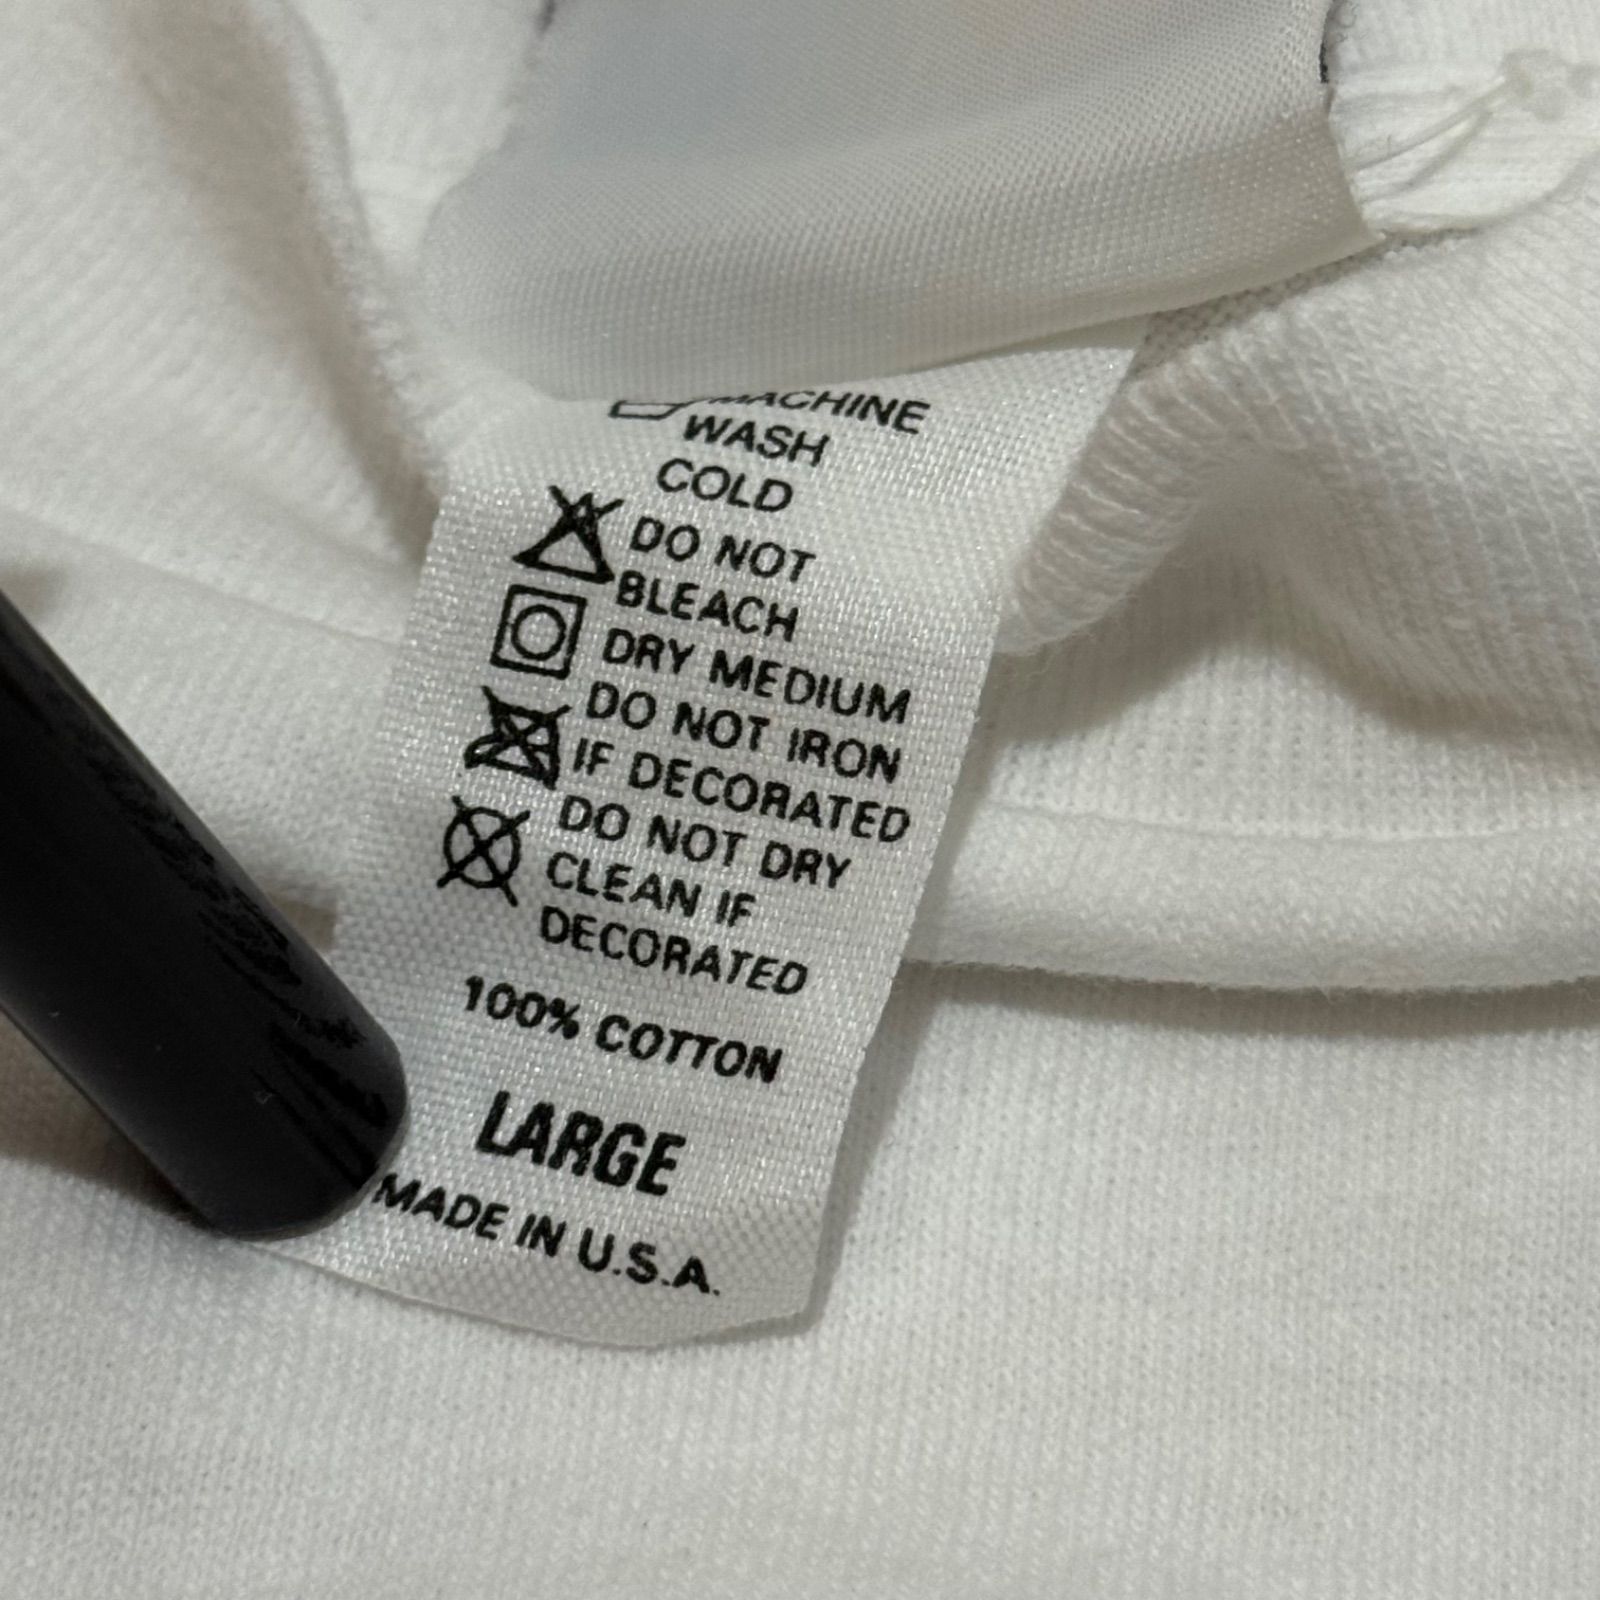 MACHINE
WASH
COLD
DO NOT
BLEACH
DRY MEDIUM
DO NOT IRON
IF DECORATED
DO NOT DRY
CLEAN IF
DECORATED
100% COTTON
LARGE
MADE IN U.S.A.